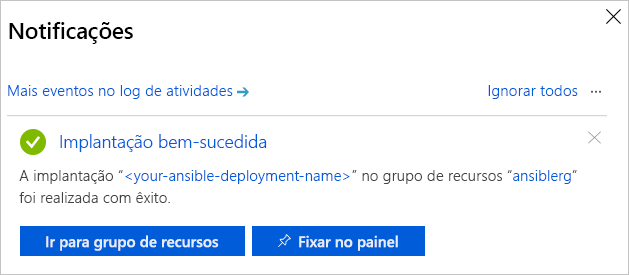 Notificações
Mais eventos no log de atividades → Ignorar todos ...
Implantação bem-sucedida
A implantação “<your-ansible-deployment-name>” no grupo de recursos “ansiblerg”
foi realizada com êxito.
Ir para grupo de recursos Fixar no painel